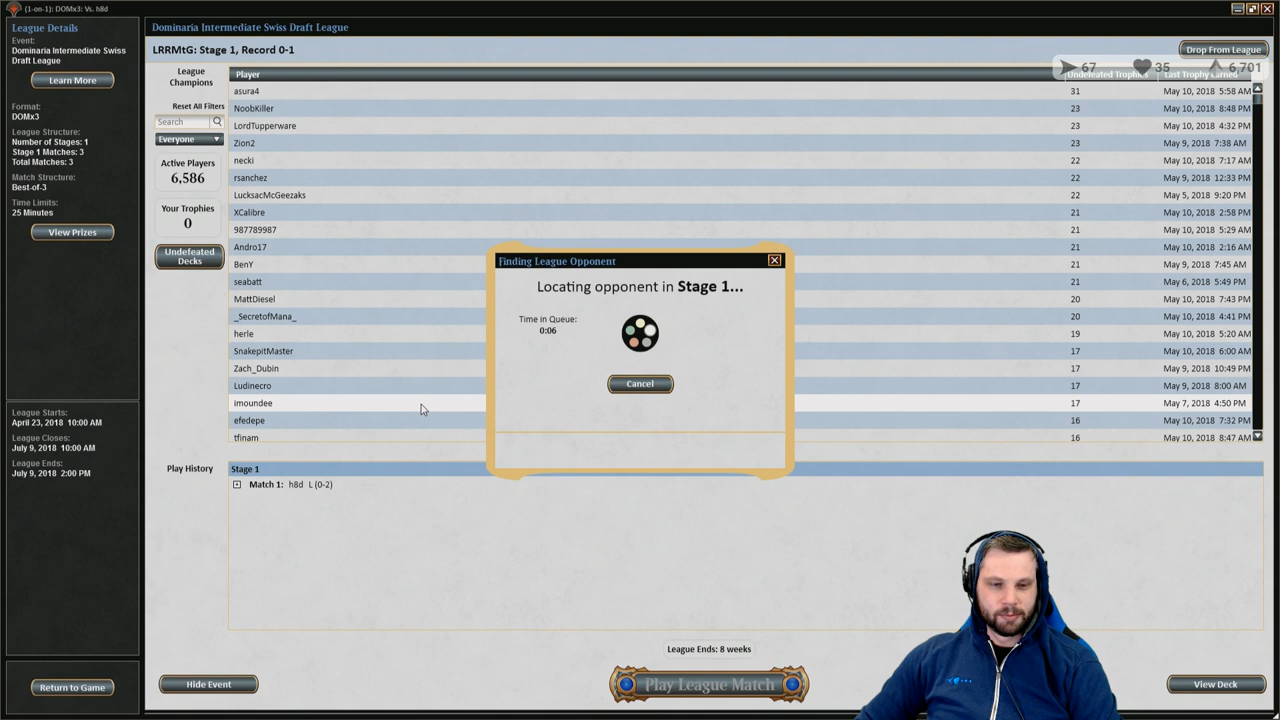 (1-on-1): DOMx3: Vs. h8d
League Details
Event:
Dominaria Intermediate Swiss
Draft League
Learn More
Format:
DOMx3
League Structure:
Number of Stages: 1
Stage 1 Matches: 3
Total Matches: 3
Match Structure:
Best-of-3
Time Limits:
25 Minutes
View Prizes
League Starts:
April 23, 2018 10:00 AM
League Closes:
July 9, 2018 10:00 AM
League Ends:
July 9, 2018 2:00 PM
Return to Game
Dominaria Intermediate Swiss Draft League
LRRMtG: Stage 1, Record 0-1
Drop From League
67 35 6,701
League
Champions
Reset All Filters
Search
Everyone
Active Players
6,586
Your Trophies
0
Undefeated
Decks
Player Undefeated Trophies Last Trophy Earned
asura4 31 May 10, 2018 5:58 AM
NoobKiller 23 May 10, 2018 8:48 PM
LordTupperware 23 May 10, 2018 4:32 PM
Zion2 23 May 9, 2018 7:38 AM
necki 22 May 10, 2018 7:17 AM
rsanchez 22 May 9, 2018 12:33 PM
LucksacMcGeezaks 22 May 5, 2018 9:20 PM
XCalibre 21 May 10, 2018 2:58 PM
987789987 21 May 10, 2018 5:29 AM
Andro17 21 May 10, 2018 2:16 AM
BenY 21 May 9, 2018 7:45 AM
seabatt 21 May 6, 2018 5:49 PM
MattDiesel 20 May 10, 2018 7:43 PM
_SecretofMana_ 20 May 10, 2018 4:41 PM
herle 19 May 10, 2018 5:20 AM
SnakepitMaster 17 May 10, 2018 6:00 AM
Zach_Dubin 17 May 9, 2018 10:49 PM
Ludinecro 17 May 9, 2018 8:00 AM
imoundee 17 May 7, 2018 4:50 PM
efedepe 16 May 10, 2018 7:32 PM
tfinam 16 May 10, 2018 8:47 AM
Finding League Opponent
Locating opponent in Stage 1...
Time in Queue:
0:06
Cancel
Play History
Stage 1
Match 1: h8d L (0-2)
League Ends: 8 weeks
Hide Event
Play League Match
View Deck